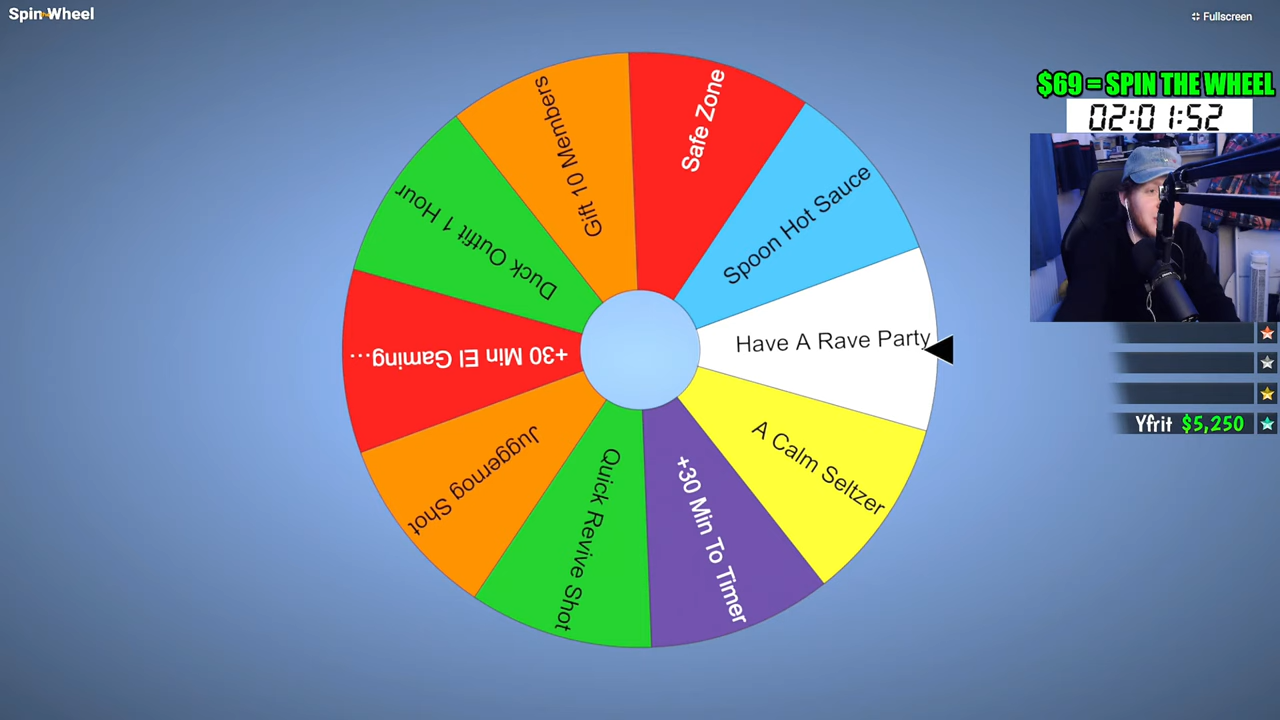 Spin The Wheel
Fullscreen
$69 = SPIN THE WHEEL
02:01:52
Safe Zone
Spoon Hot Sauce
Have A Rave Party
A Calm Seltzer
+30 Min To Timer
Quick Revive Shot
Juggernog Shot
+30 Min El Gaming...
Duck Outfit 1 Hour
Gift 10 Members
Yfrit $5,250